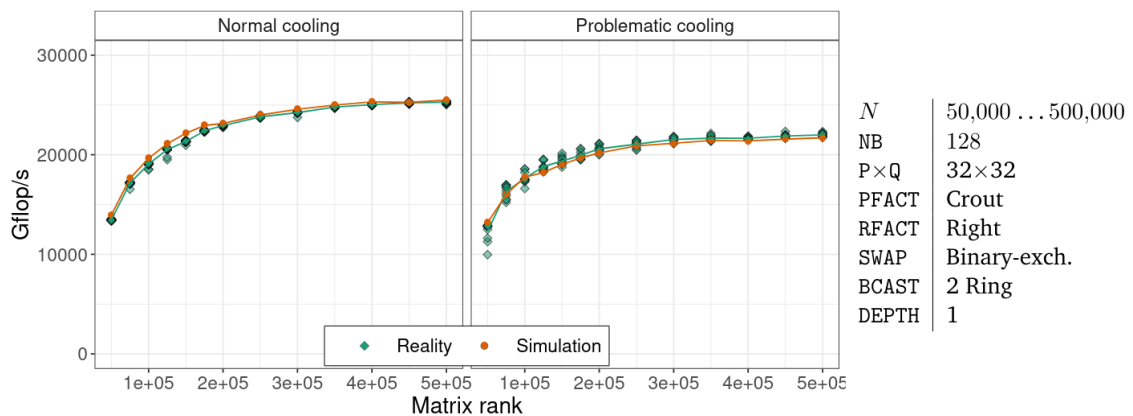 Normal cooling
Problematic cooling
Gflop/s
30000
20000
10000
0
1e+05 2e+05 3e+05 4e+05 5e+05
1e+05 2e+05 3e+05 4e+05 5e+05
Matrix rank
Reality Simulation
N 50,000 ... 500,000
NB 128
P×Q 32×32
PFACT Crout
RFACT Right
SWAP Binary-exch.
BCAST 2 Ring
DEPTH 1